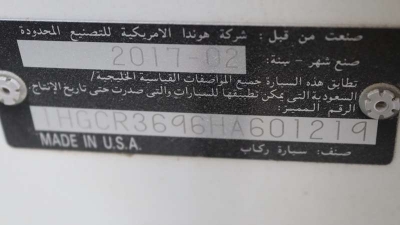 صنعت من قبل: شركة هوندا الامريكية للتصنيع المحدودة
صنع شهر - سنة: 2017-02
تطابق هذه السيارة جميع المواصفات القياسية الخليجية/
السعودية التي يمكن تطبيقها للسيارات والتي صدرت حتى تاريخ الانتاج.
الرقم المميز:
1HGCR3696HA601219
صنف: سيارة ركاب
MADE IN U.S.A.